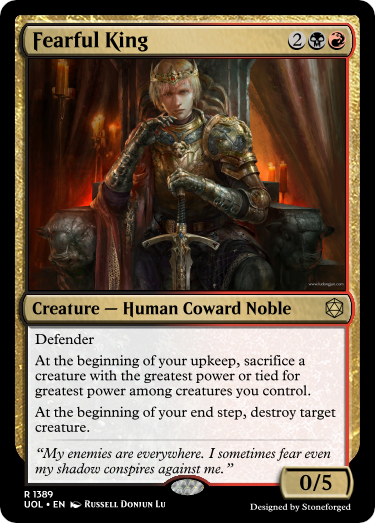 Fearful King 2
Creature — Human Coward Noble
Defender
At the beginning of your upkeep, sacrifice a
creature with the greatest power or tied for
greatest power among creatures you control.
At the beginning of your end step, destroy target
creature.
“My enemies are everywhere. I sometimes fear even
my shadow conspires against me.”
0/5
R 1389
UOL • EN Russell Donjun Lu
Designed by Stoneforged